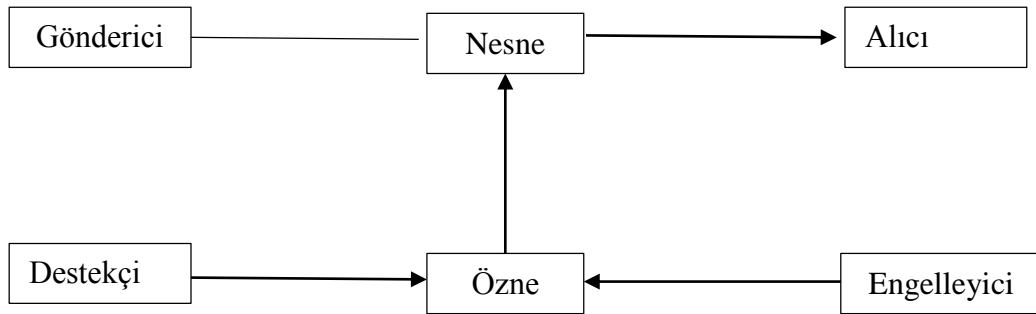 Gönderici
Nesne
Alıcı
Destekçi
Özne
Engelleyici